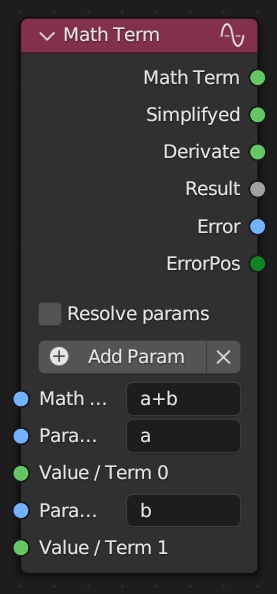 Math Term
Math Term
Simplifyed
Derivate
Result
Error
ErrorPos
Resolve params
Add Param
Math ... a+b
Para... a
Value / Term 0
Para... b
Value / Term 1